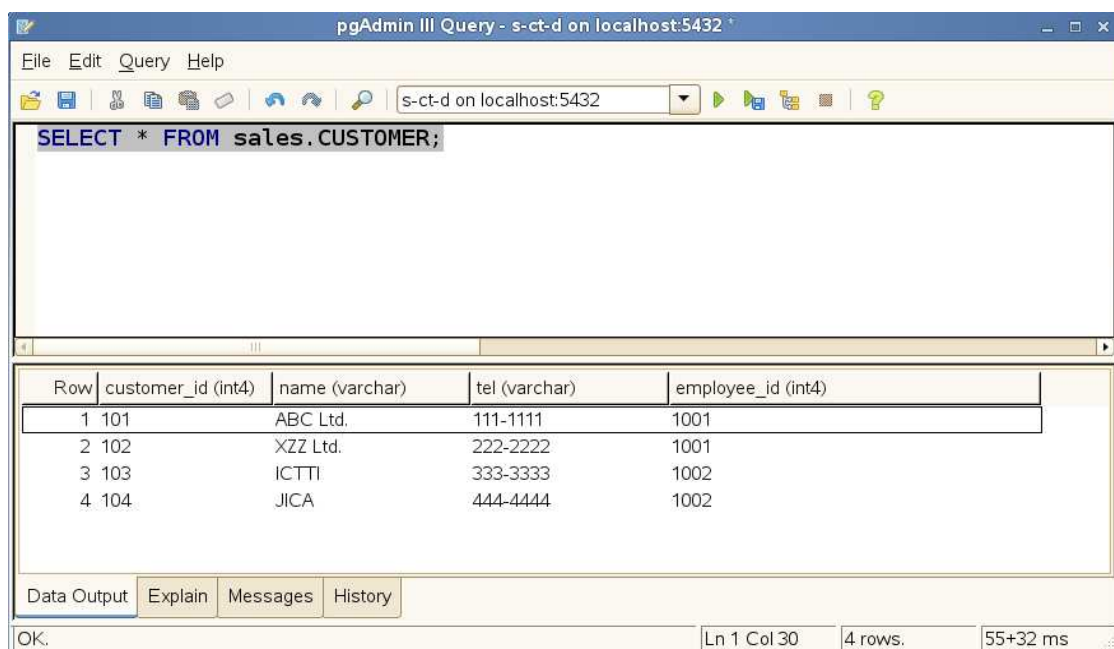 pgAdmin III Query - s-ct-d on localhost:5432 *
File Edit Query Help
s-ct-d on localhost:5432
SELECT * FROM sales.CUSTOMER;
Row customer_id (int4) name (varchar) tel (varchar) employee_id (int4)
1 101 ABC Ltd. 111-1111 1001
2 102 XZZ Ltd. 222-2222 1001
3 103 ICTTI 333-3333 1002
4 104 JICA 444-4444 1002
Data Output Explain Messages History
OK. Ln 1 Col 30 4 rows. 55+32 ms